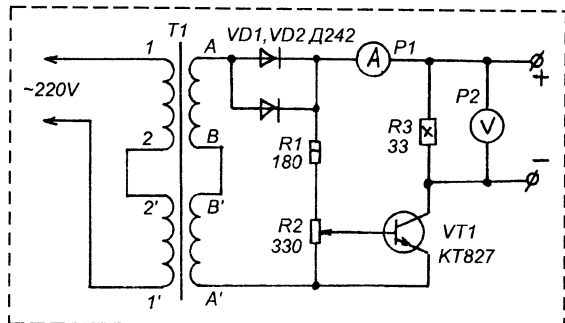 T1
1
A
VD1, VD2 Д242
A
P1
+
~220V
P2
V
2
B
R1
180
R3
33
−
2'
B'
R2
330
VT1
KT827
1'
A'